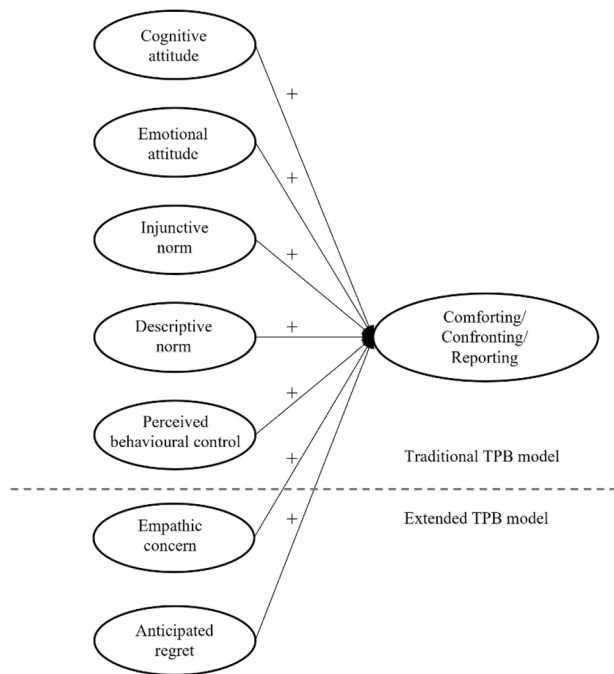 Cognitive
attitude
+
Emotional
attitude
+
Injunctive
norm
+
Descriptive
norm
+
Comforting/
Confronting/
Reporting
Perceived
behavioural control
+
+
Traditional TPB model
Empathic
concern
+
Extended TPB model
Anticipated
regret